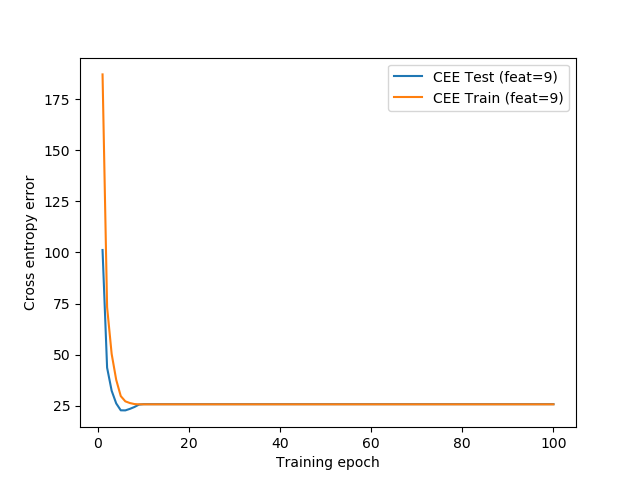 CEE Test (feat=9)
CEE Train (feat=9)
175
150
125
100
75
50
25
Cross entropy error
0 20 40 60 80 100
Training epoch